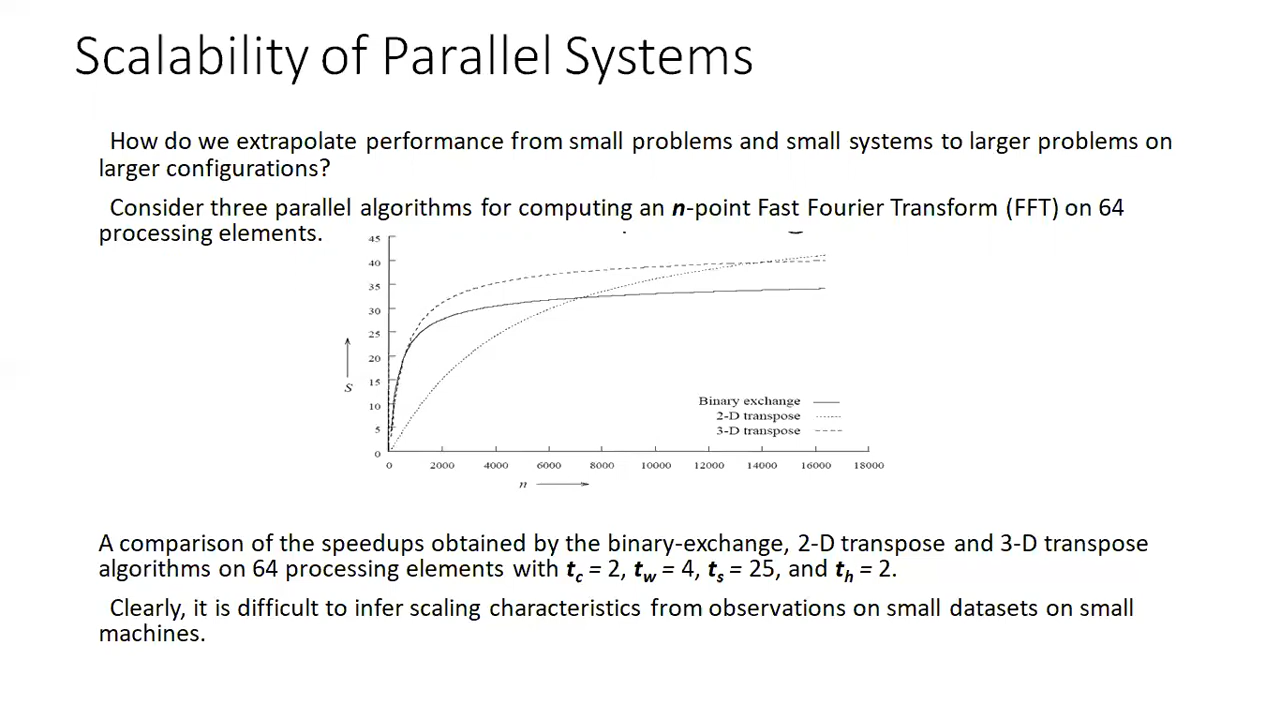 Scalability of Parallel Systems
How do we extrapolate performance from small problems and small systems to larger problems on
larger configurations?
Consider three parallel algorithms for computing an n-point Fast Fourier Transform (FFT) on 64
processing elements.
45
40
35
30
25
20
15
10
5
0
S
Binary exchange
2-D transpose
3-D transpose
0 2000 4000 6000 8000 10000 12000 14000 16000 18000
n
A comparison of the speedups obtained by the binary-exchange, 2-D transpose and 3-D transpose
algorithms on 64 processing elements with tc = 2, tw = 4, ts = 25, and th = 2.
Clearly, it is difficult to infer scaling characteristics from observations on small datasets on small
machines.